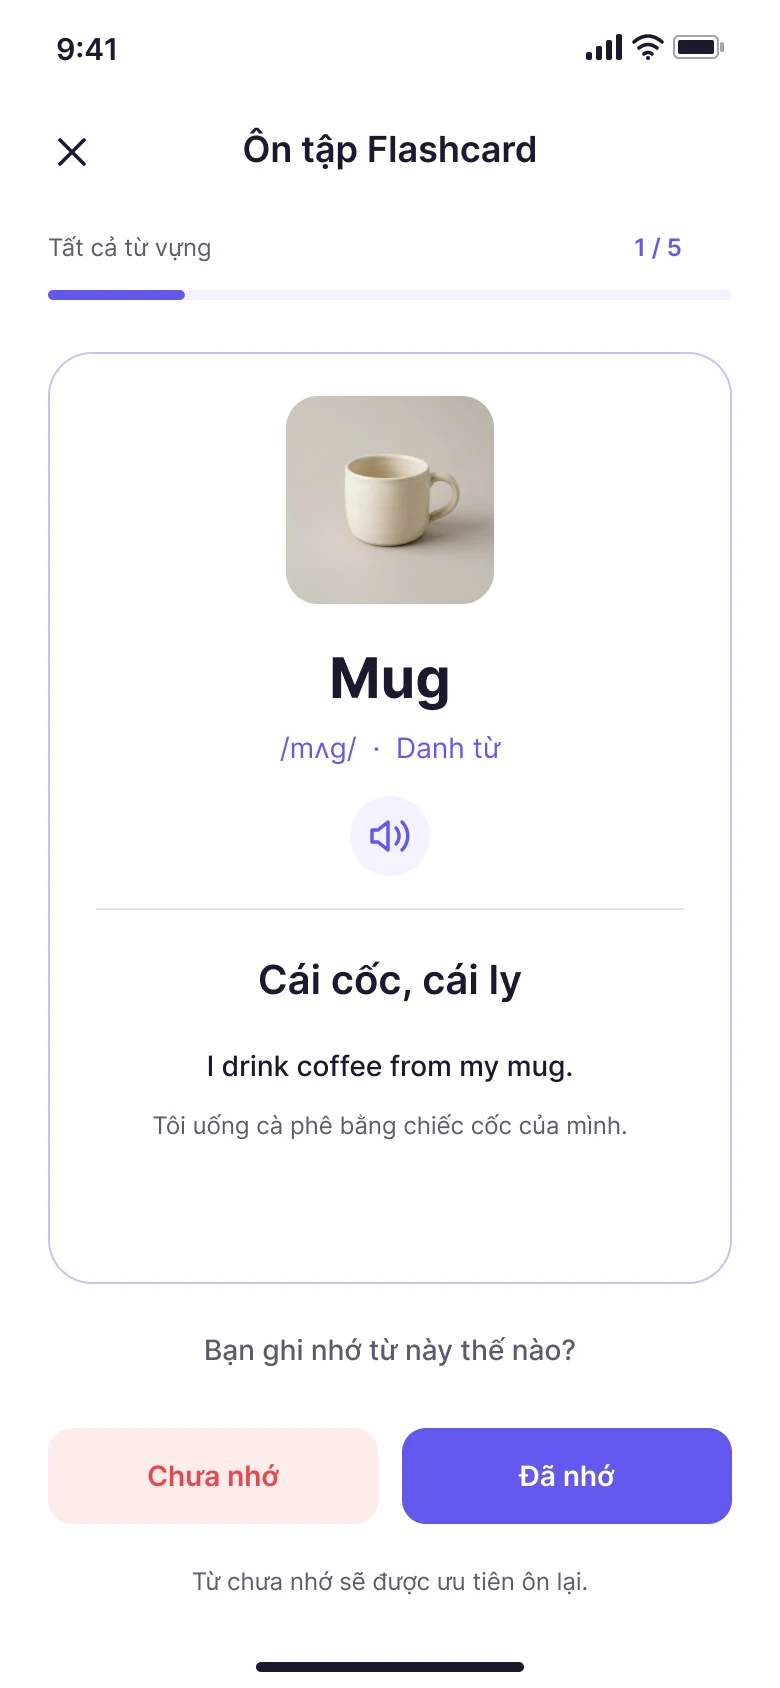 9:41
Ôn tập Flashcard
Tất cả từ vựng 1 / 5
Mug
/mʌg/ · Danh từ
Cái cốc, cái ly
I drink coffee from my mug.
Tôi uống cà phê bằng chiếc cốc của mình.
Bạn ghi nhớ từ này thế nào?
Chưa nhớ Đã nhớ
Từ chưa nhớ sẽ được ưu tiên ôn lại.